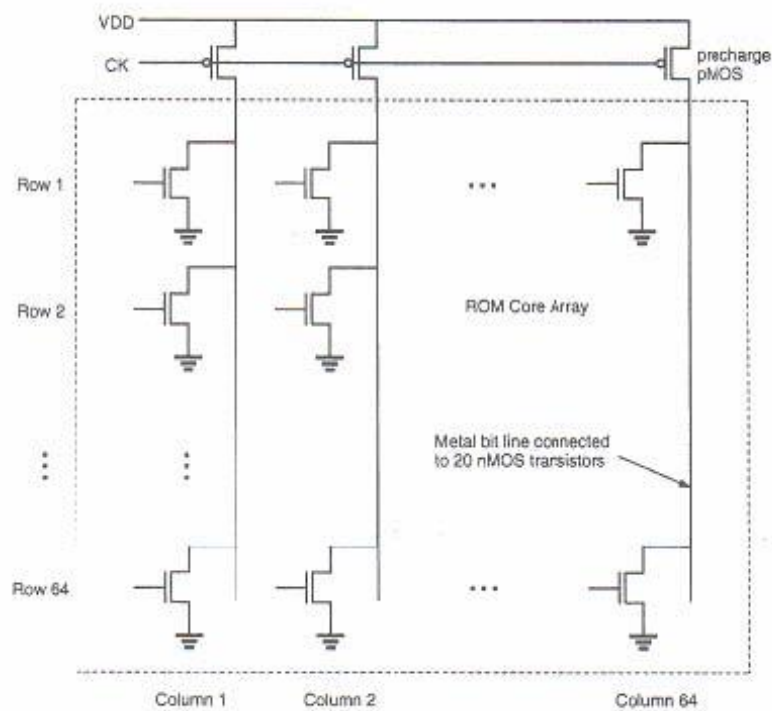 VDD
CK
precharge
pMOS
Row 1
...
Row 2
ROM Core Array
Metal bit line connected
to 20 nMOS transistors
Row 64
...
Column 1
Column 2
Column 64